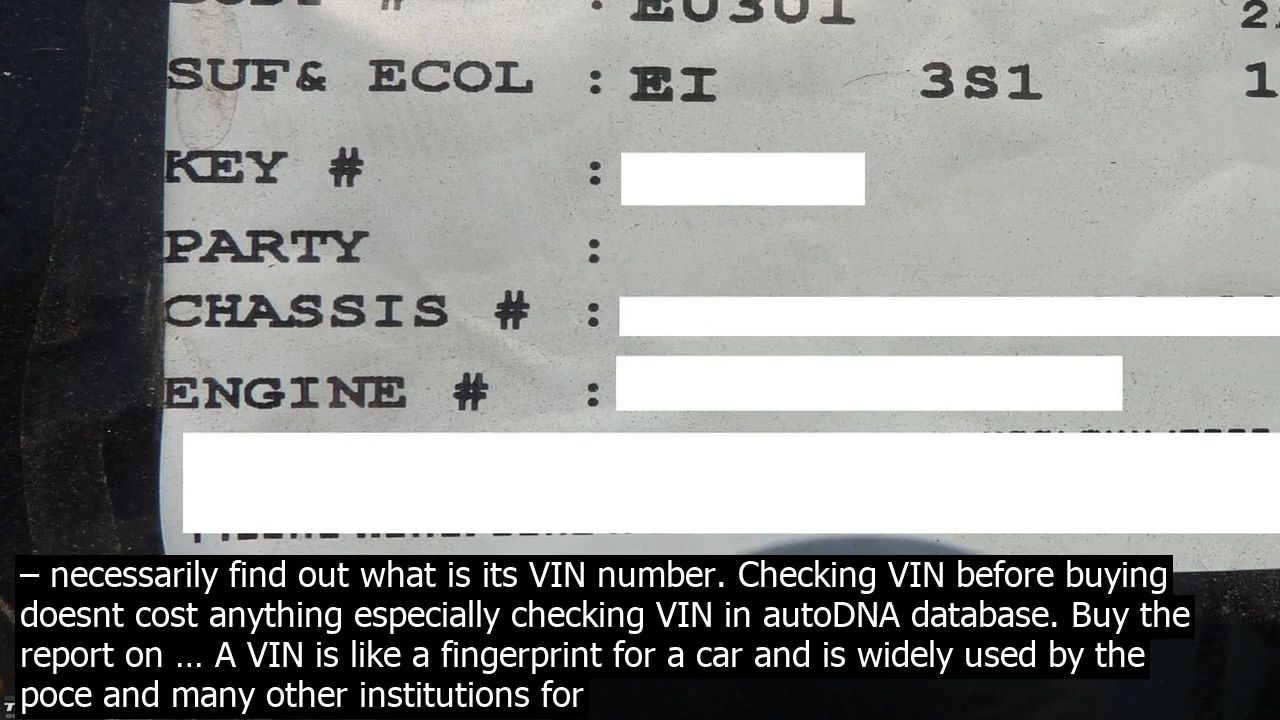 SUF& ECOL : EI 3S1 1
KEY # :
PARTY :
CHASSIS # :
ENGINE # :
– necessarily find out what is its VIN number. Checking VIN before buying
doesnt cost anything especially checking VIN in autoDNA database. Buy the
report on ... A VIN is like a fingerprint for a car and is widely used by the
poce and many other institutions for